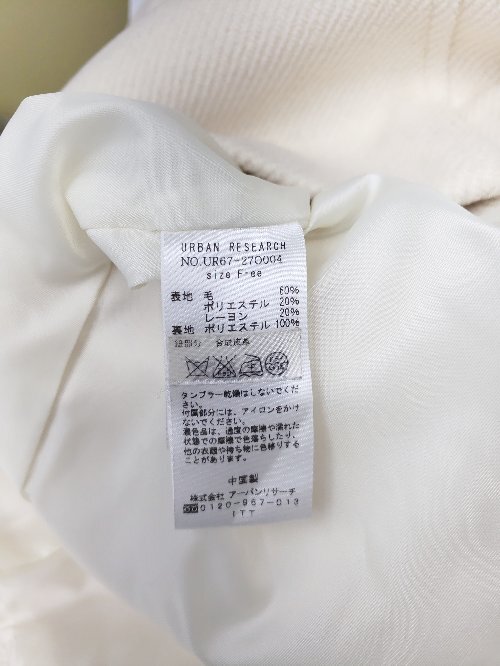 URBAN RESEARCH
NO.UR67-27O004
size Free
表地 毛 60%
ポリエステル 20%
レーヨン 20%
裏地 ポリエステル 100%
合成皮革
タンブラー乾燥はしないでくだ
さい。
付属部分には、アイロンをかけ
ないでください。
濃色品は、過度の摩擦や濡れた
状態での摩擦で色落ちしたり、
他の衣類や持ち物に色移りする
ことがあります。
中国製
株式会社 アーバンリサーチ
0120-967-013
ITT